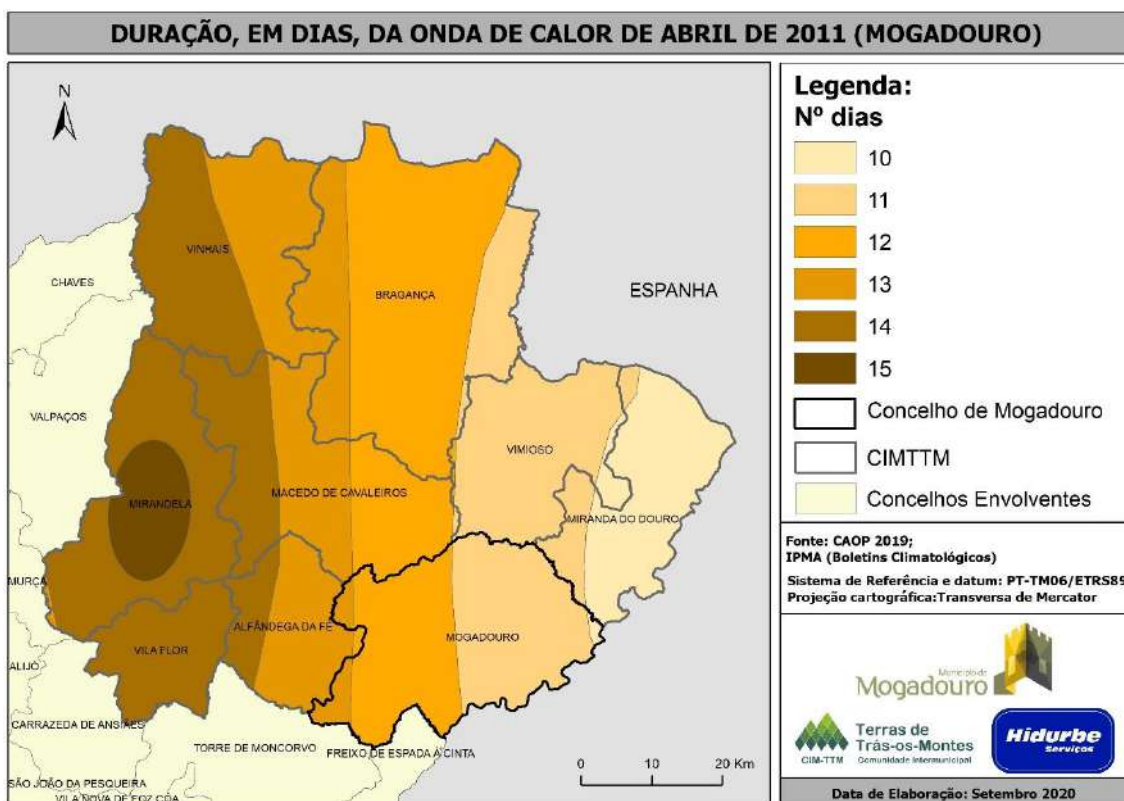 DURAÇÃO, EM DIAS, DA ONDA DE CALOR DE ABRIL DE 2011 (MOGADOURO)
N
VINHAIS
CHAVES
BRAGANÇA
ESPANHA
VALPAÇOS
VIMIOSO
MIRANDELA
MACEDO DE CAVALEIROS
MIRANDA DO DOURO
MURÇA
ALFÂNDEGA DA FÉ
MOGADOURO
VILA FLOR
ALIJÓ
CARRAZEDA DE ANSIÃES
TORRE DE MONCORVO
FREIXO DE ESPADA À CINTA
SÃO JOÃO DA PESQUEIRA
VILA NOVA DE FOZ CÔA
0 10 20 Km
Legenda:
Nº dias
10
11
12
13
14
15
Concelho de Mogadouro
CIMTTM
Concelhos Envolventes
Fonte: CAOP 2019;
IPMA (Boletins Climatológicos)
Sistema de Referência e datum: PT-TM06/ETRS89
Projeção cartográfica:Transversa de Mercator
Município de
Mogadouro
CIM-TTM
Terras de
Trás-os-Montes
Comunidade Intermunicipal
Hidurbe
Serviços
Data de Elaboração: Setembro 2020